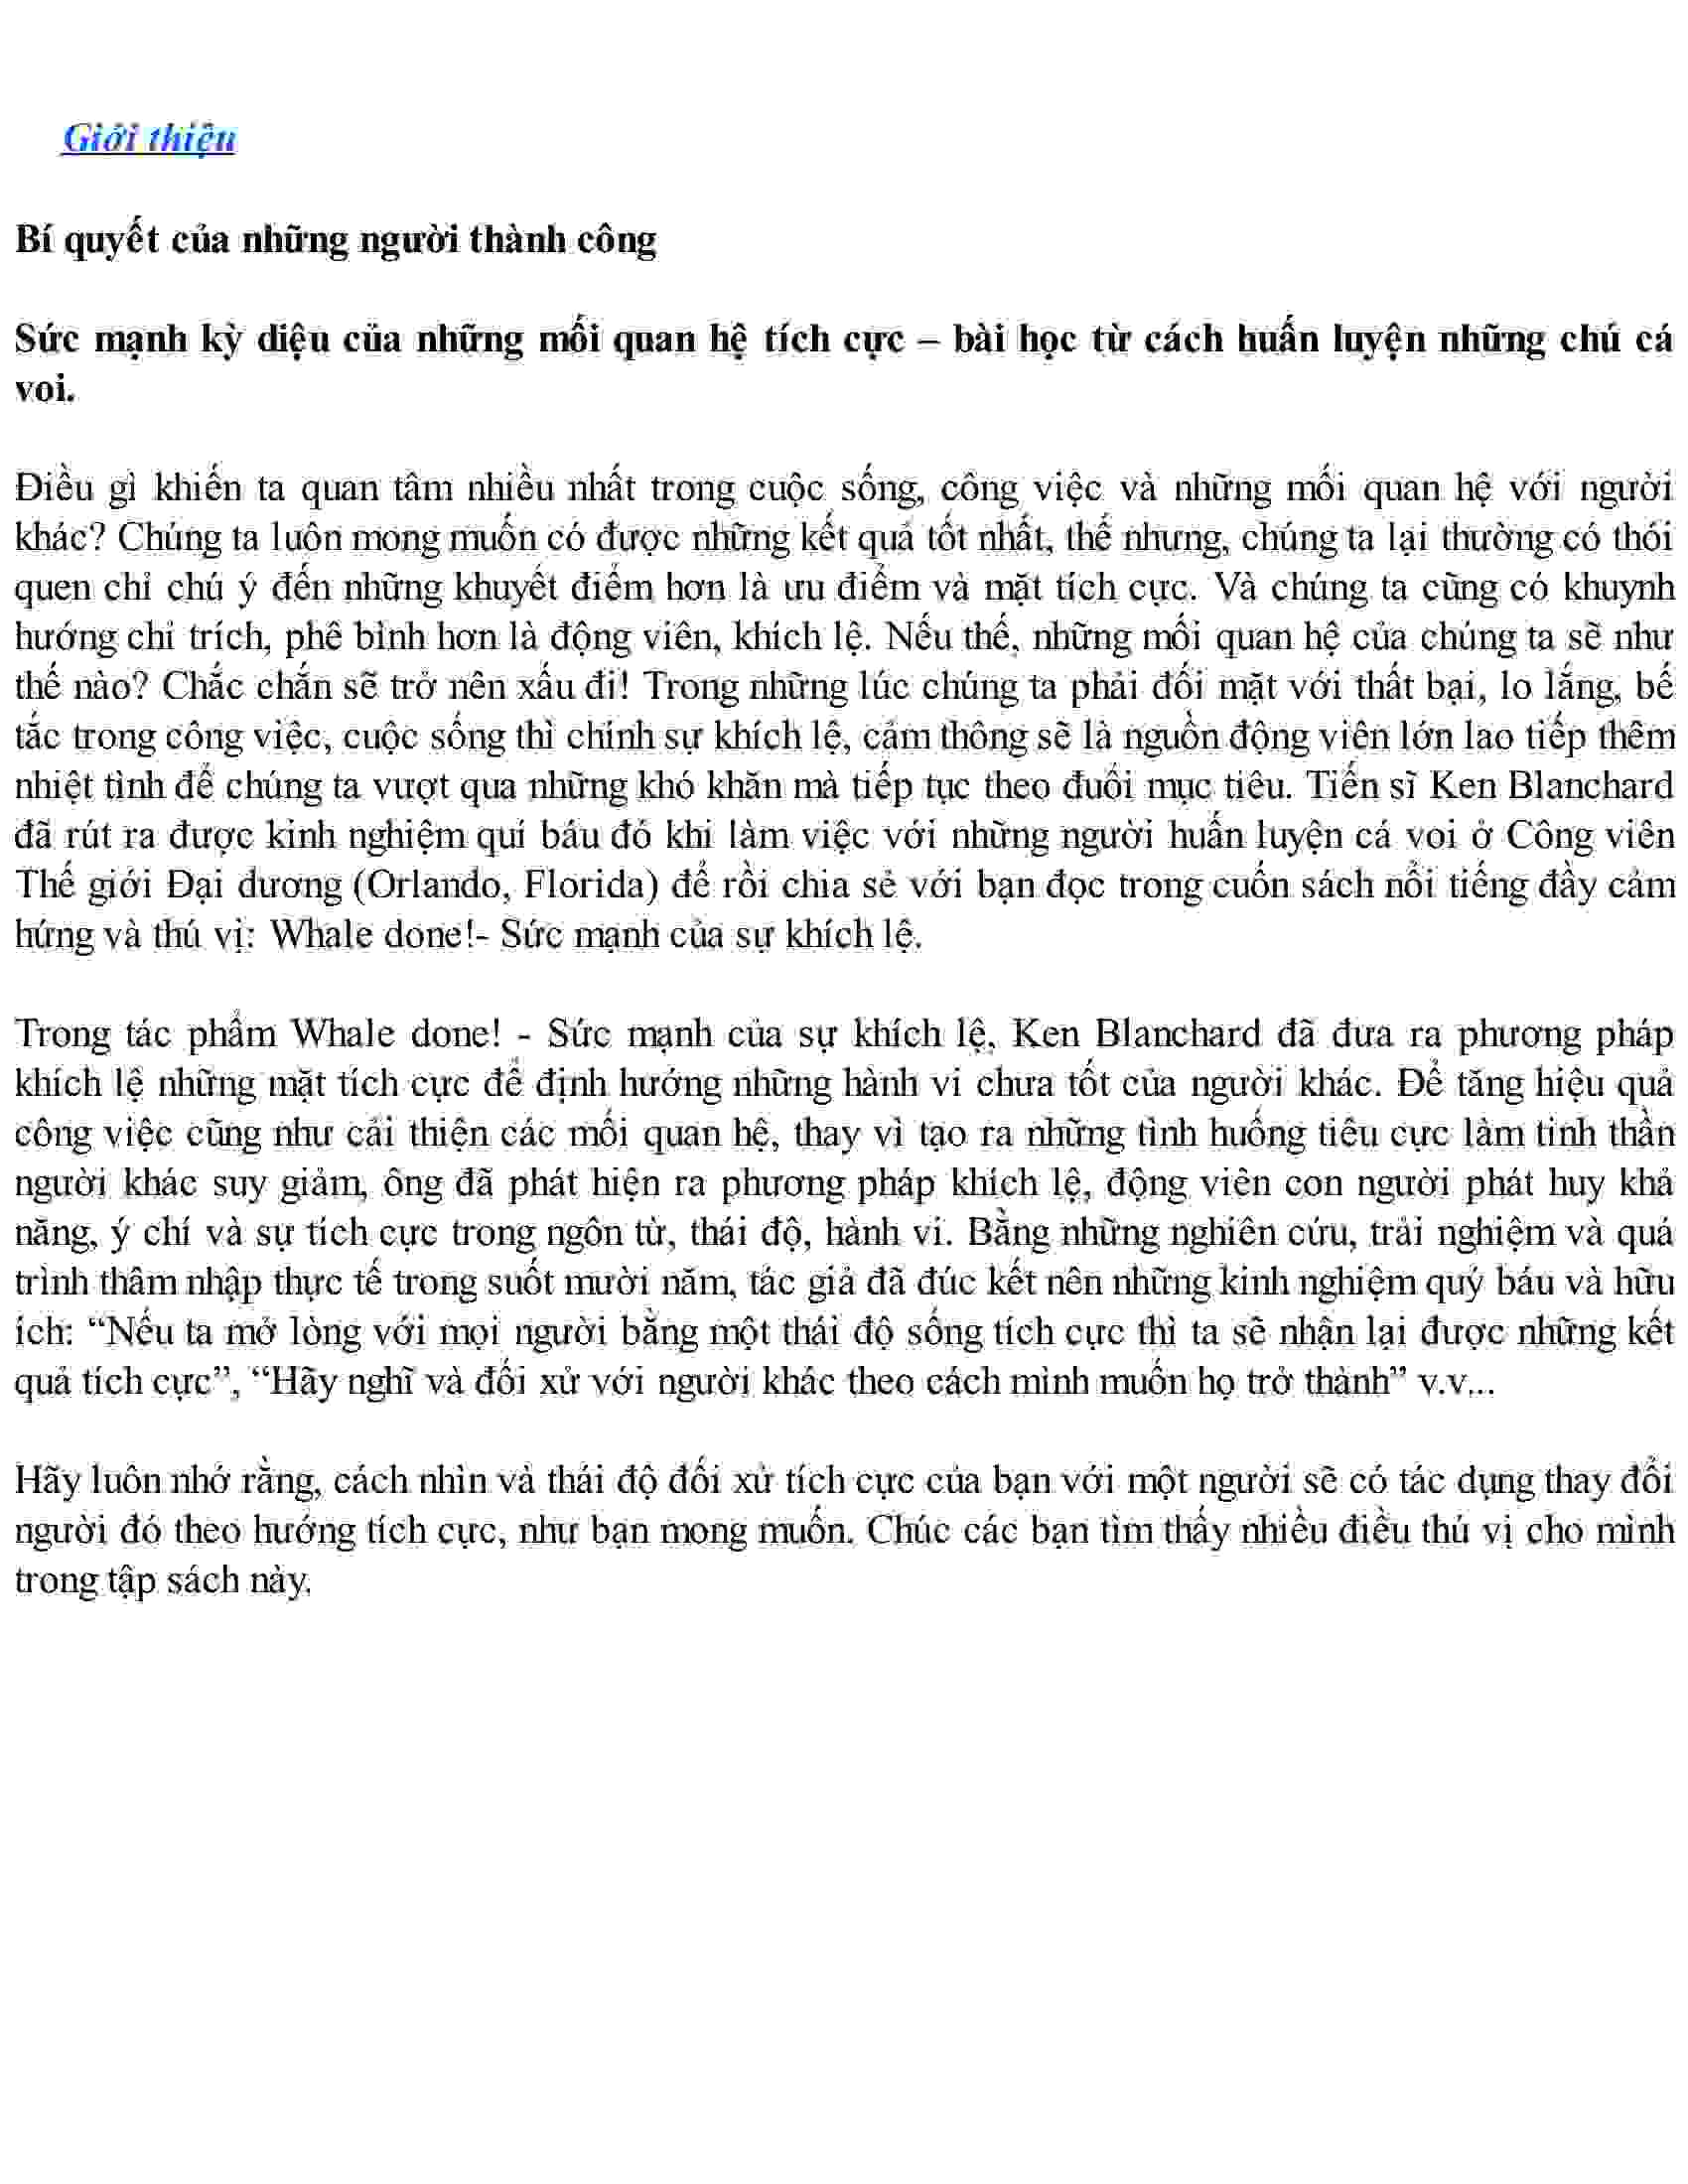 Giới thiệu
Bí quyết của những người thành công
Sức mạnh kỳ diệu của những mối quan hệ tích cực – bài học từ cách huấn luyện những chú cá
voi.
Điều gì khiến ta quan tâm nhiều nhất trong cuộc sống, công việc và những mối quan hệ với người
khác? Chúng ta luôn mong muốn có được những kết quả tốt nhất, thế nhưng, chúng ta lại thường có thói
quen chỉ chú ý đến những khuyết điểm hơn là ưu điểm và mặt tích cực. Và chúng ta cũng có khuynh
hướng chỉ trích, phê bình hơn là động viên, khích lệ. Nếu thế, những mối quan hệ của chúng ta sẽ như
thế nào? Chắc chắn sẽ trở nên xấu đi! Trong những lúc chúng ta phải đối mặt với thất bại, lo lắng, bế
tắc trong công việc, cuộc sống thì chính sự khích lệ, cảm thông sẽ là nguồn động viên lớn lao tiếp thêm
nhiệt tình để chúng ta vượt qua những khó khăn mà tiếp tục theo đuổi mục tiêu. Tiến sĩ Ken Blanchard
đã rút ra được kinh nghiệm quí báu đó khi làm việc với những người huấn luyện cá voi ở Công viên
Thế giới Đại dương (Orlando, Florida) để rồi chia sẻ với bạn đọc trong cuốn sách nổi tiếng đầy cảm
hứng và thú vị: Whale done!- Sức mạnh của sự khích lệ.
Trong tác phẩm Whale done! - Sức mạnh của sự khích lệ, Ken Blanchard đã đưa ra phương pháp
khích lệ những mặt tích cực để định hướng những hành vi chưa tốt của người khác. Để tăng hiệu quả
công việc cũng như cải thiện các mối quan hệ, thay vì tạo ra những tình huống tiêu cực làm tinh thần
người khác suy giảm, ông đã phát hiện ra phương pháp khích lệ, động viên con người phát huy khả
năng, ý chí và sự tích cực trong ngôn từ, thái độ, hành vi. Bằng những nghiên cứu, trải nghiệm và quá
trình thâm nhập thực tế trong suốt mười năm, tác giả đã đúc kết nên những kinh nghiệm quý báu và hữu
ích: “Nếu ta mở lòng với mọi người bằng một thái độ sống tích cực thì ta sẽ nhận lại được những kết
quả tích cực”, “Hãy nghĩ và đối xử với người khác theo cách mình muốn họ trở thành” v.v...
Hãy luôn nhớ rằng, cách nhìn và thái độ đối xử tích cực của bạn với một người sẽ có tác dụng thay đổi
người đó theo hướng tích cực, như bạn mong muốn. Chúc các bạn tìm thấy nhiều điều thú vị cho mình
trong tập sách này.